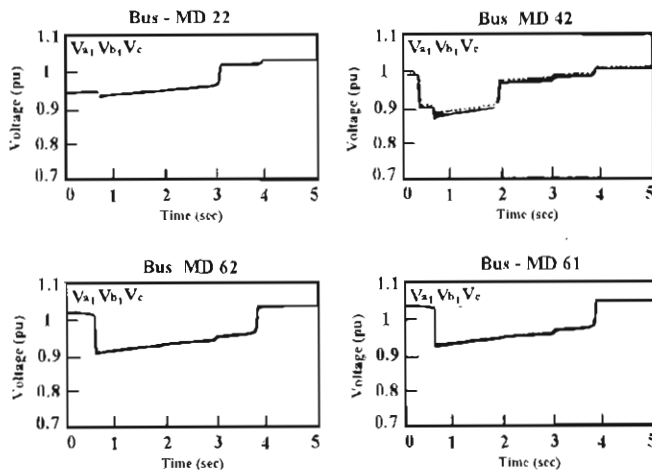 Bus - MD 22
Voltage (pu)
1.1
1
0.9
0.8
0.7
Va, Vb, Vc
0 1 2 3 4 5
Time (sec)
Bus MD 42
Voltage (pu)
1.1
1
0.9
0.8
0.7
Va, Vb, Vc
0 1 2 3 4 5
Time (sec)
Bus MD 62
Voltage (pu)
1.1
1
0.9
0.8
0.7
Va, Vb, Vc
0 1 2 3 4 5
Time (sec)
Bus - MD 61
Voltage (pu)
1.1
1
0.9
0.8
0.7
Va, Vb, Vc
0 1 2 3 4 5
Time (sec)